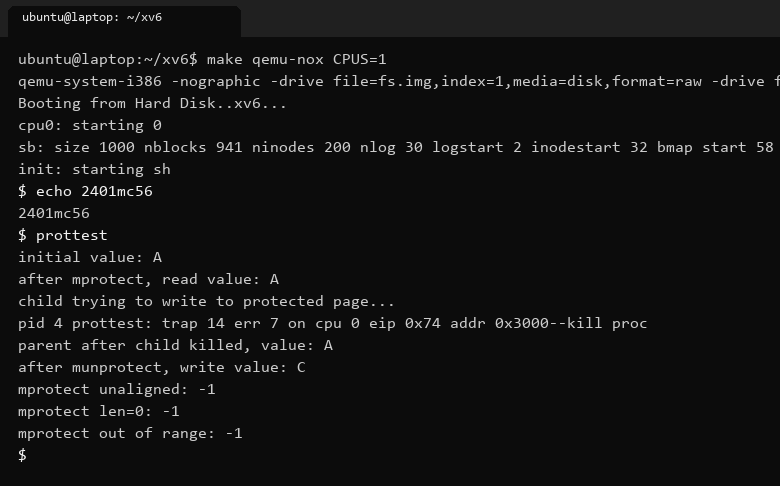 ubuntu@laptop: ~/xv6
ubuntu@laptop:~/xv6$ make qemu-nox CPUS=1
qemu-system-i386 -nographic -drive file=fs.img,index=1,media=disk,format=raw -drive f
Booting from Hard Disk..xv6...
cpu0: starting 0
sb: size 1000 nblocks 941 ninodes 200 nlog 30 logstart 2 inodestart 32 bmap start 58
init: starting sh
$ echo 2401mc56
2401mc56
$ prottest
initial value: A
after mprotect, read value: A
child trying to write to protected page...
pid 4 prottest: trap 14 err 7 on cpu 0 eip 0x74 addr 0x3000--kill proc
parent after child killed, value: A
after munprotect, write value: C
mprotect unaligned: -1
mprotect len=0: -1
mprotect out of range: -1
$